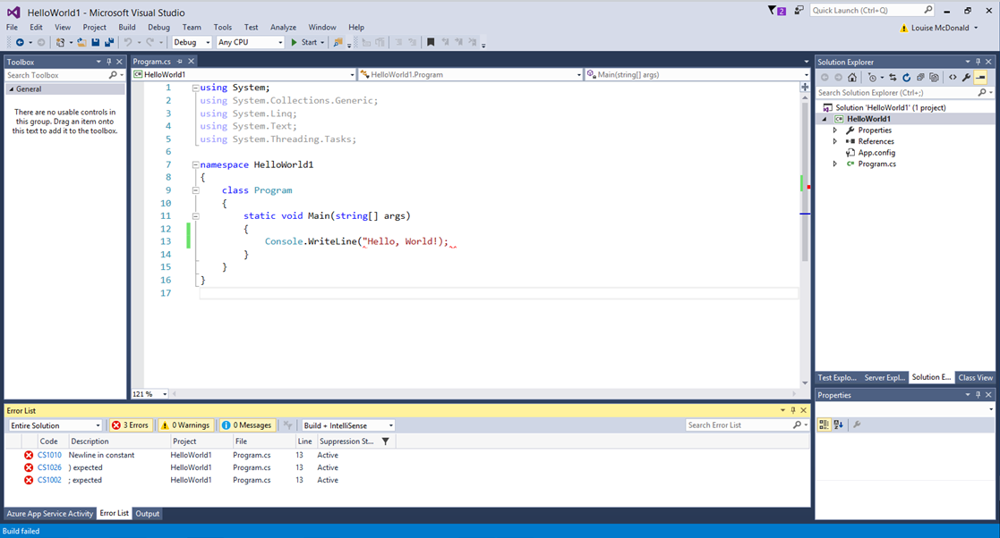 HelloWorld1 - Microsoft Visual Studio
2
Quick Launch (Ctrl+Q)
File Edit View Project Build Debug Team Tools Test Analyze Window Help
Louise McDonald
Debug Any CPU Start
Toolbox
Search Toolbox
General
There are no usable controls in
this group. Drag an item onto
this text to add it to the toolbox.
Program.cs
HelloWorld1 HelloWorld1.Program Main(string[] args)
1 using System;
2 using System.Collections.Generic;
3 using System.Linq;
4 using System.Text;
5 using System.Threading.Tasks;
6
7 namespace HelloWorld1
8 {
9 class Program
10 {
11 static void Main(string[] args)
12 {
13 Console.WriteLine("Hello, World!);
14 }
15 }
16 }
17
121 %
Solution Explorer
Search Solution Explorer (Ctrl+;)
Solution 'HelloWorld1' (1 project)
HelloWorld1
Properties
References
App.config
Program.cs
Test Explo... Server Expl... Solution E... Class View
Properties
Error List
Entire Solution 3 Errors 0 Warnings 0 Messages Build + IntelliSense Search Error List
Code Description Project File Line Suppression St...
CS1010 Newline in constant HelloWorld1 Program.cs 13 Active
CS1026 ) expected HelloWorld1 Program.cs 13 Active
CS1002 ; expected HelloWorld1 Program.cs 13 Active
Azure App Service Activity Error List Output
Build failed